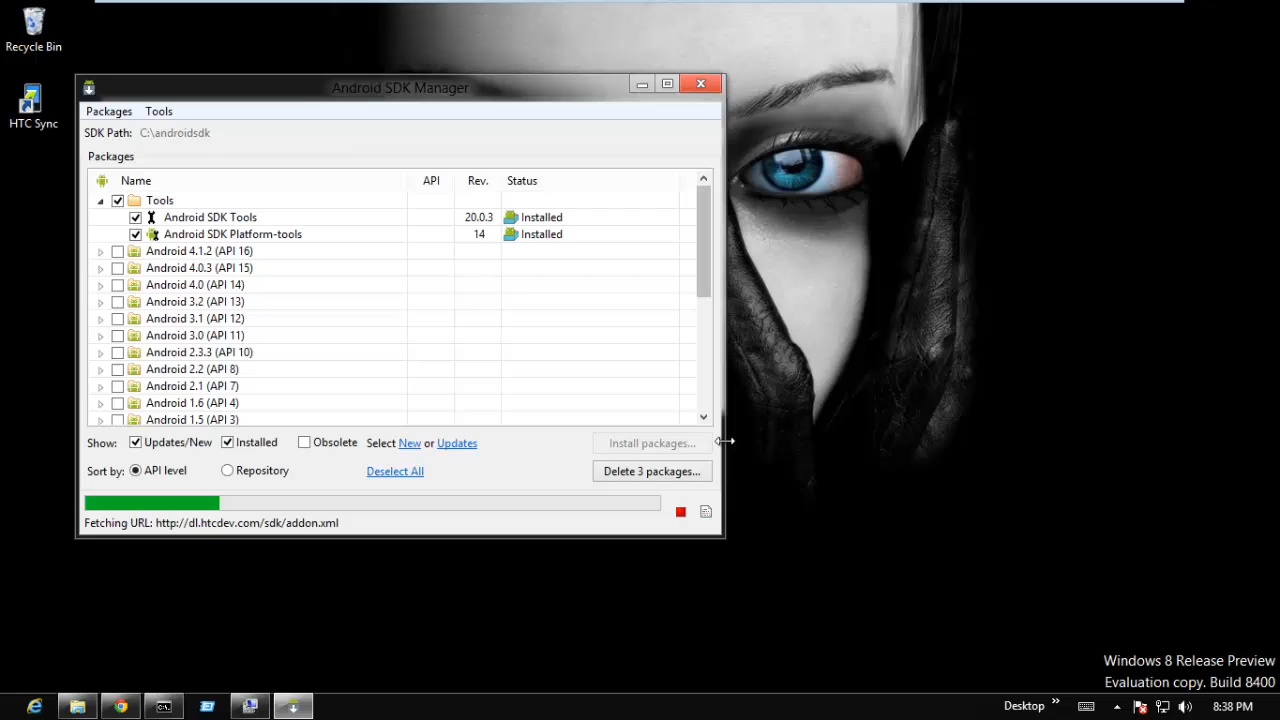 Recycle Bin
HTC Sync
Android SDK Manager
Packages Tools
SDK Path: C:\androidsdk
Packages
Name API Rev. Status
Tools
Android SDK Tools 20.0.3 Installed
Android SDK Platform-tools 14 Installed
Android 4.1.2 (API 16)
Android 4.0.3 (API 15)
Android 4.0 (API 14)
Android 3.2 (API 13)
Android 3.1 (API 12)
Android 3.0 (API 11)
Android 2.3.3 (API 10)
Android 2.2 (API 8)
Android 2.1 (API 7)
Android 1.6 (API 4)
Android 1.5 (API 3)
Show: Updates/New Installed Obsolete Select New or Updates Install packages...
Sort by: API level Repository Deselect All Delete 3 packages...
Fetching URL: http://dl.htcdev.com/sdk/addon.xml
Windows 8 Release Preview
Evaluation copy. Build 8400
Desktop 8:38 PM